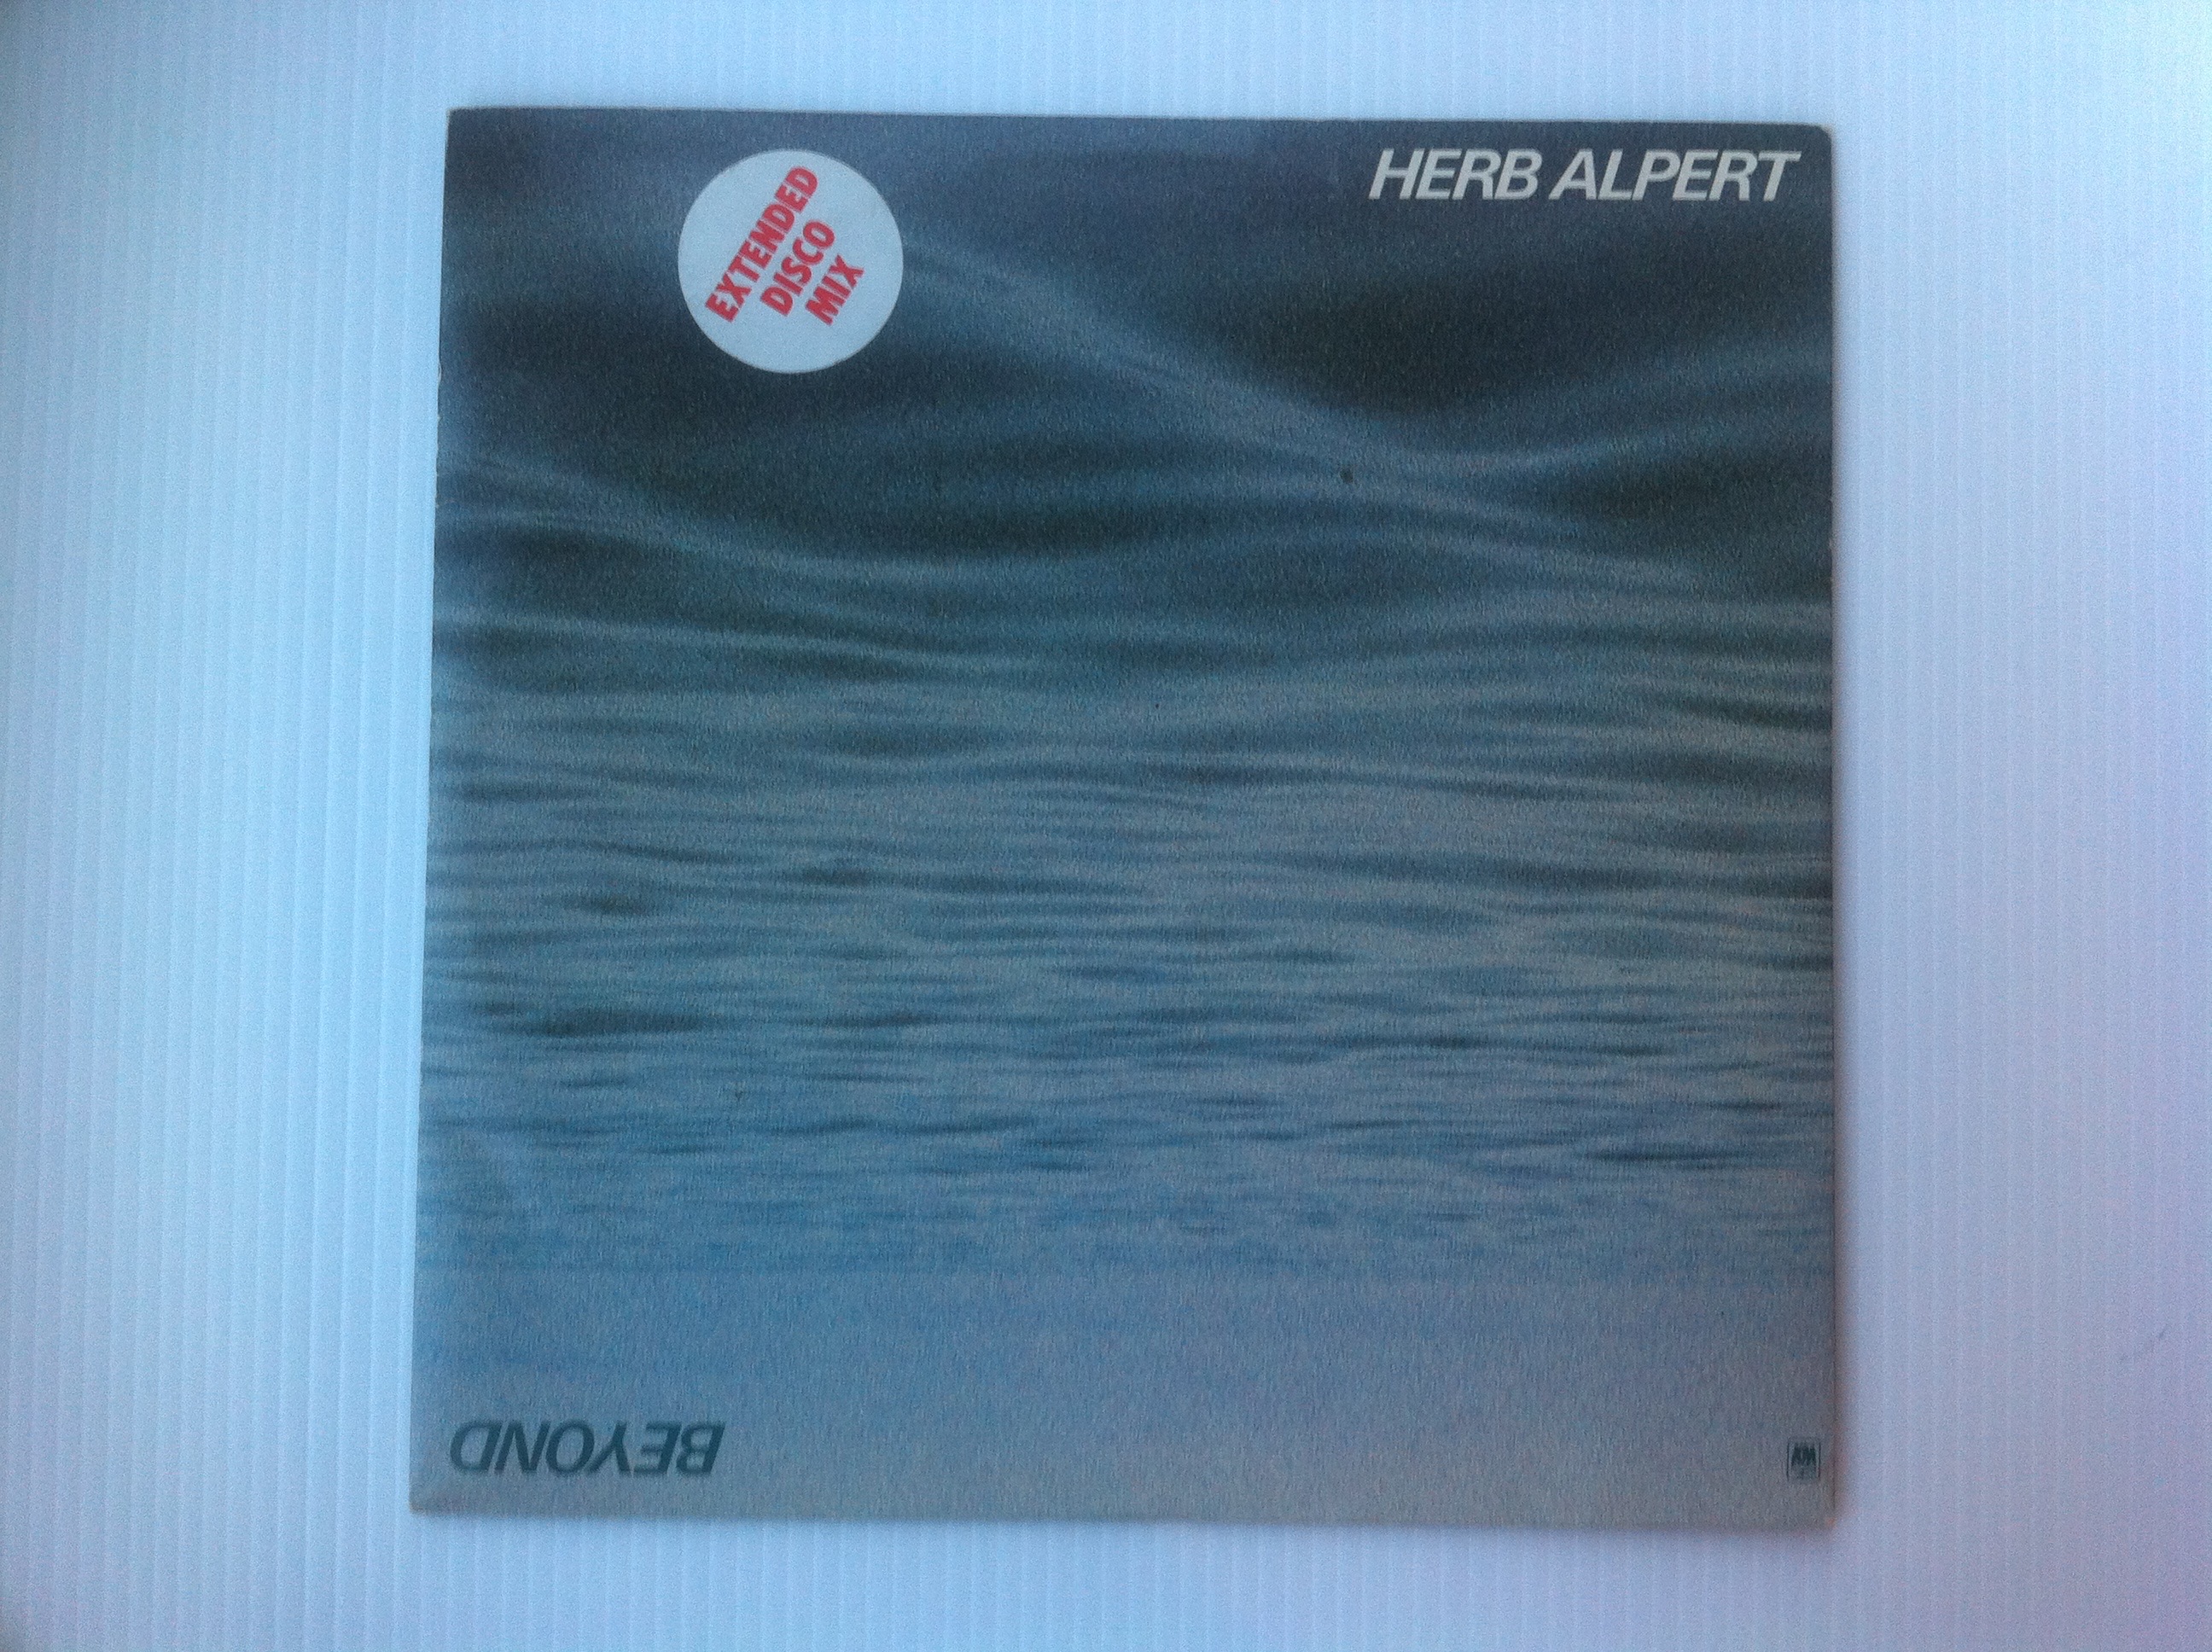 HERB ALPERT
EXTENDED
DISCO
MIX
BEYOND
A&M